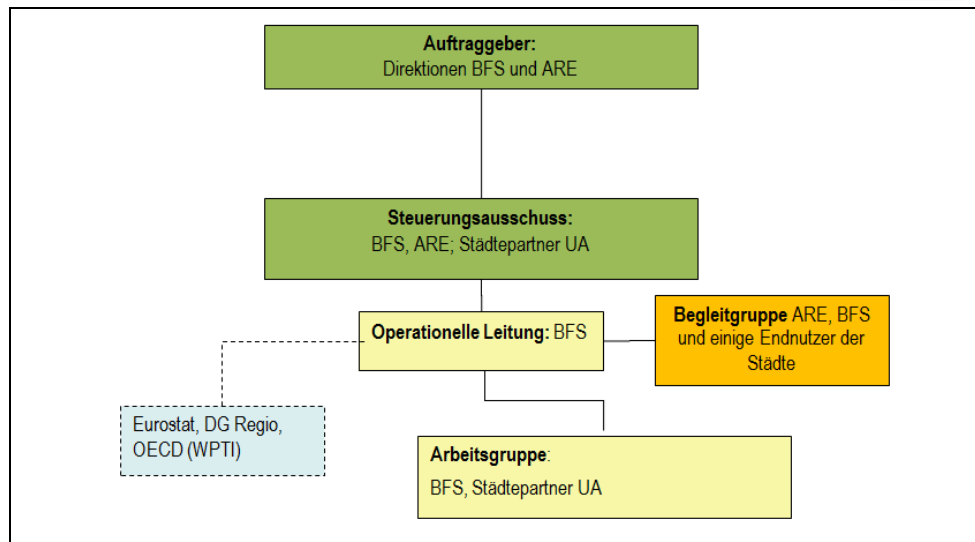 Auftraggeber:
Direktionen BFS und ARE
Steuerungsausschuss:
BFS, ARE; Städtepartner UA
Operationelle Leitung: BFS
Begleitgruppe ARE, BFS
und einige Endnutzer der
Städte
Eurostat, DG Regio,
OECD (WPTI)
Arbeitsgruppe:
BFS, Städtepartner UA